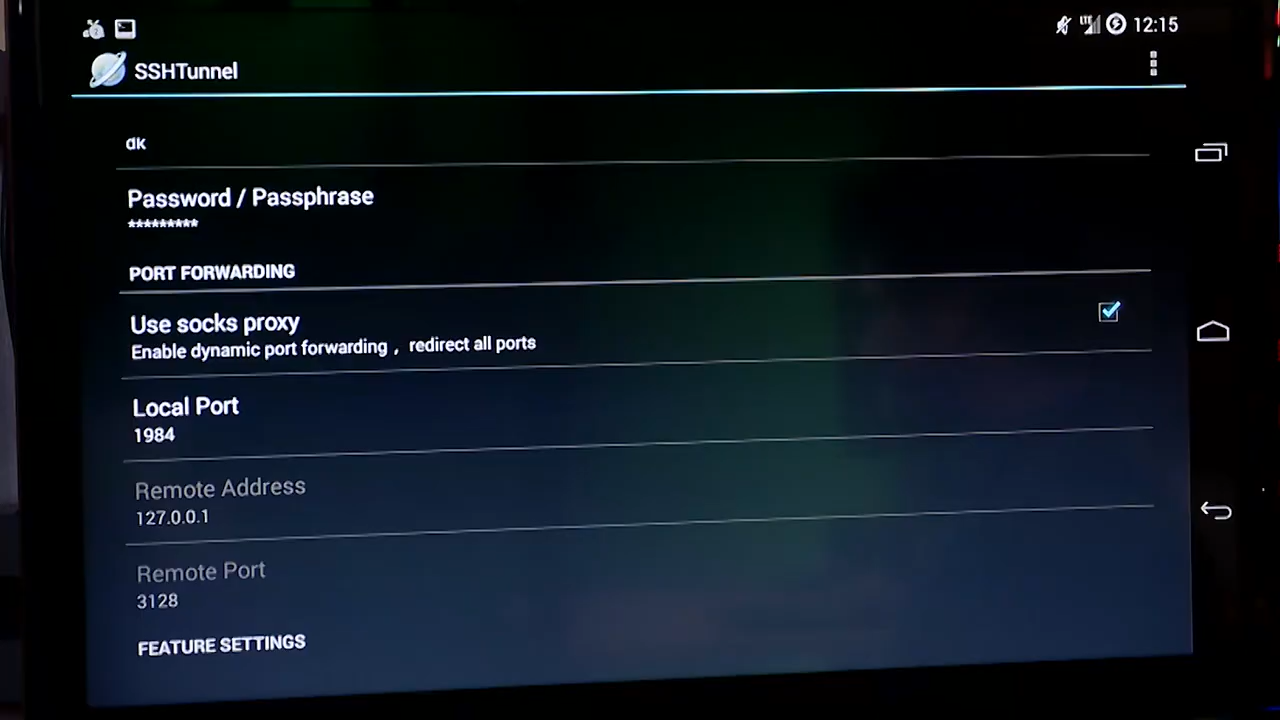 LTE 12:15
SSHTunnel
dk
Password / Passphrase
*********
PORT FORWARDING
Use socks proxy
Enable dynamic port forwarding , redirect all ports
Local Port
1984
Remote Address
127.0.0.1
Remote Port
3128
FEATURE SETTINGS